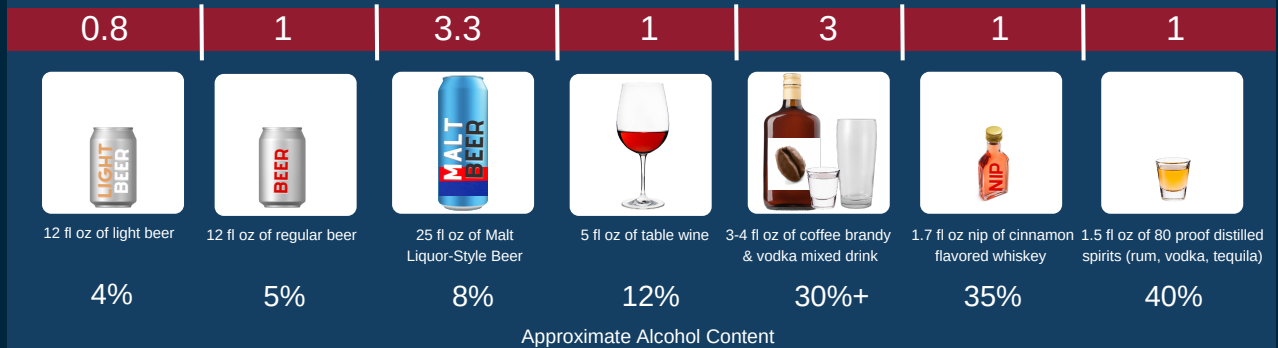 0.8 1 3.3 1 3 1 1
LIGHT BEER
BEER
MALT BEER
NIP
12 fl oz of light beer
12 fl oz of regular beer
25 fl oz of Malt
Liquor-Style Beer
5 fl oz of table wine
3-4 fl oz of coffee brandy
& vodka mixed drink
1.7 fl oz nip of cinnamon
flavored whiskey
1.5 fl oz of 80 proof distilled
spirits (rum, vodka, tequila)
4% 5% 8% 12% 30%+ 35% 40%
Approximate Alcohol Content